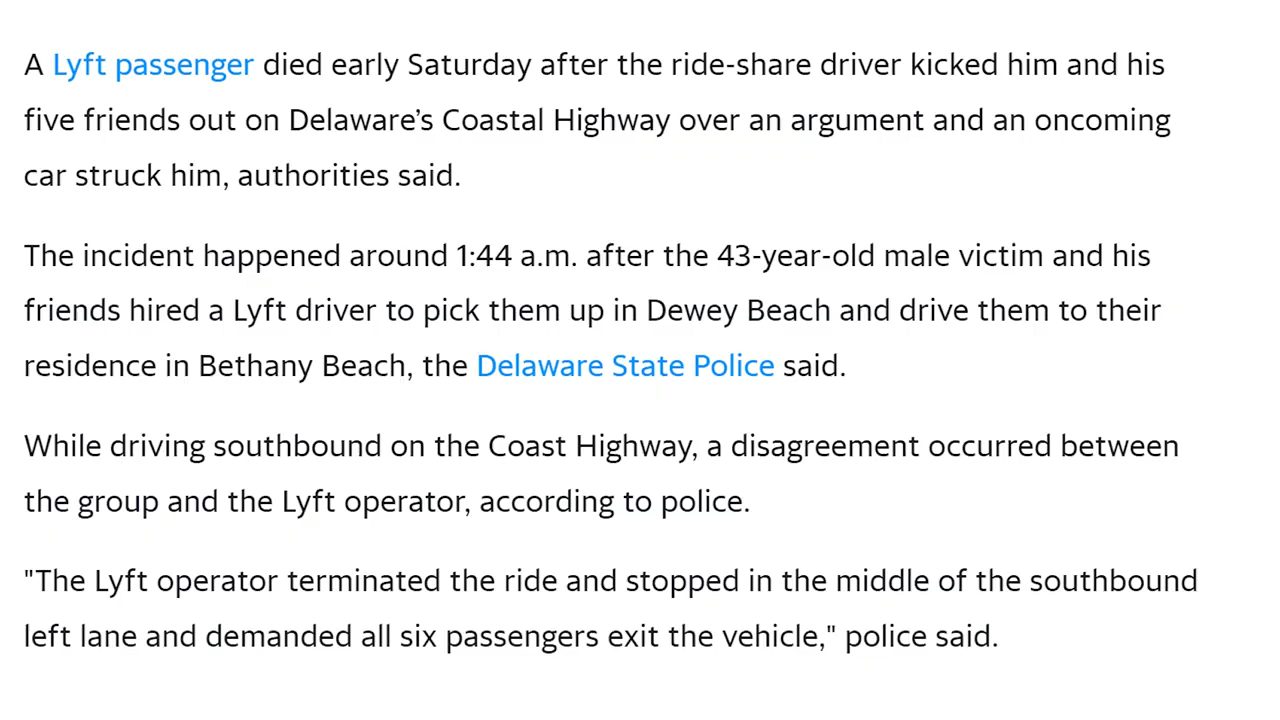 A Lyft passenger died early Saturday after the ride-share driver kicked him and his
five friends out on Delaware’s Coastal Highway over an argument and an oncoming
car struck him, authorities said.
The incident happened around 1:44 a.m. after the 43-year-old male victim and his
friends hired a Lyft driver to pick them up in Dewey Beach and drive them to their
residence in Bethany Beach, the Delaware State Police said.
While driving southbound on the Coast Highway, a disagreement occurred between
the group and the Lyft operator, according to police.
"The Lyft operator terminated the ride and stopped in the middle of the southbound
left lane and demanded all six passengers exit the vehicle," police said.